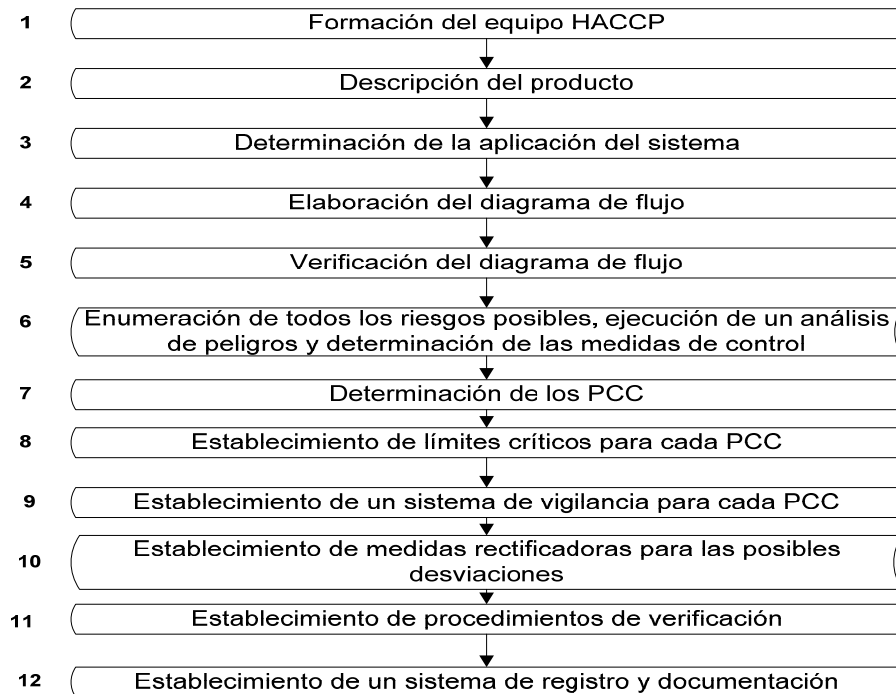 1 Formación del equipo HACCP
2 Descripción del producto
3 Determinación de la aplicación del sistema
4 Elaboración del diagrama de flujo
5 Verificación del diagrama de flujo
6 Enumeración de todos los riesgos posibles, ejecución de un análisis
de peligros y determinación de las medidas de control
7 Determinación de los PCC
8 Establecimiento de límites críticos para cada PCC
9 Establecimiento de un sistema de vigilancia para cada PCC
10 Establecimiento de medidas rectificadoras para las posibles
desviaciones
11 Establecimiento de procedimientos de verificación
12 Establecimiento de un sistema de registro y documentación